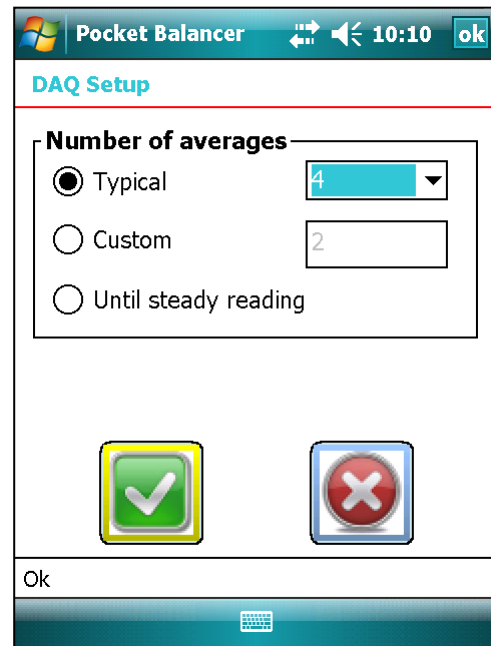 Pocket Balancer 10:10 ok
DAQ Setup
Number of averages
Typical 4
Custom 2
Until steady reading
Ok